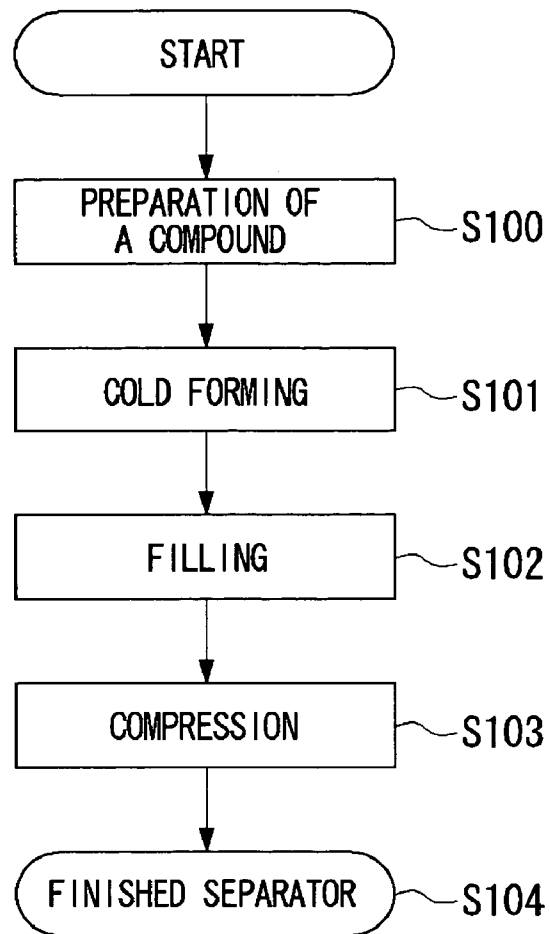 START
PREPARATION OF
A COMPOUND
S100
COLD FORMING
S101
FILLING
S102
COMPRESSION
S103
FINISHED SEPARATOR
S104